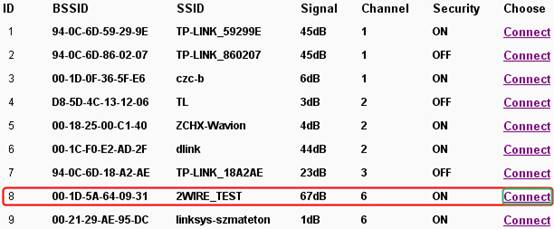 ID BSSID SSID Signal Channel Security Choose
1 94-0C-6D-59-29-9E TP-LINK_59299E 45dB 1 ON Connect
2 94-0C-6D-86-02-07 TP-LINK_860207 45dB 1 OFF Connect
3 00-1D-0F-36-5F-E6 czc-b 6dB 1 ON Connect
4 D8-5D-4C-13-12-06 TL 3dB 2 OFF Connect
5 00-18-25-00-C1-40 ZCHX-Wavion 4dB 2 ON Connect
6 00-1C-F0-E2-AD-2F dlink 44dB 2 ON Connect
7 94-0C-6D-18-A2-AE TP-LINK_18A2AE 23dB 3 OFF Connect
8 00-1D-5A-64-09-31 2WIRE_TEST 67dB 6 ON Connect
9 00-21-29-AE-95-DC linksys-szmateton 1dB 6 ON Connect